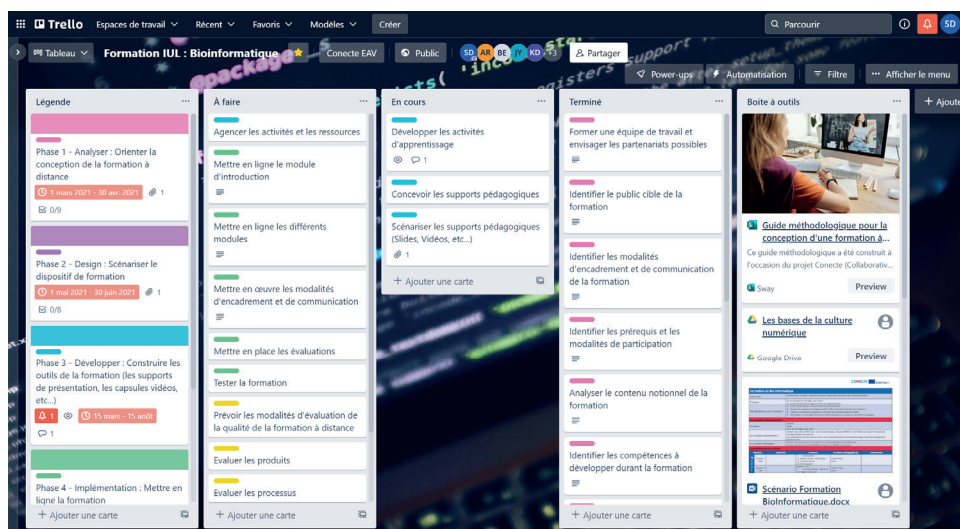 Trello
Espaces de travail
Récent
Favoris
Modèles
Créer
Parcourir
SD
Tableau
Formation IUL : Bioinformatique
Conecte EAV
Public
SD
AR
BE
JY
KD
+3
Partager
Power-ups
Automatisation
Filtre
Afficher le menu
@package
Légende
Phase 1 - Analyser : Orienter la
conception de la formation à
distance
1 mars 2021 - 30 avr. 2021
1
0/9
Phase 2 - Design : Scénariser le
dispositif de formation
1 mai 2021 - 30 juin 2021
1
0/8
Phase 3 - Développer : Construire les
outils de la formation (les supports
de présentation, les capsules vidéos,
etc...)
1
15 mars - 15 août
1
Phase 4 - Implémentation : Mettre en
ligne la formation
+ Ajouter une carte
À faire
Agencer les activités et les ressources
Mettre en ligne le module
d'introduction
Mettre en ligne les différents
modules
Mettre en œuvre les modalités
d'encadrement et de communication
Mettre en place les évaluations
Tester la formation
Prévoir les modalités d'évaluation de
la qualité de la formation à distance
Evaluer les produits
Evaluer les processus
+ Ajouter une carte
En cours
Développer les activités
d'apprentissage
1
Concevoir les supports pédagogiques
Scénariser les supports pédagogiques
(Slides, Vidéos, etc...)
1
+ Ajouter une carte
Terminé
Former une équipe de travail et
envisager les partenariats possibles
Identifier le public cible de la
formation
Identifier les modalités
d'encadrement et de communication
de la formation
Identifier les prérequis et les
modalités de participation
Analyser le contenu notionnel de la
formation
Identifier les compétences à
développer durant la formation
+ Ajouter une carte
Boite à outils
Guide méthodologique pour la
conception d'une formation à...
Ce guide méthodologique a été construit à
l'occasion du projet Conecte (Collaborativ...
Sway
Preview
Les bases de la culture
numérique
Google Drive
Preview
Scénario Formation
BioInformatique.docx
+ Ajouter une carte
+ Ajoute